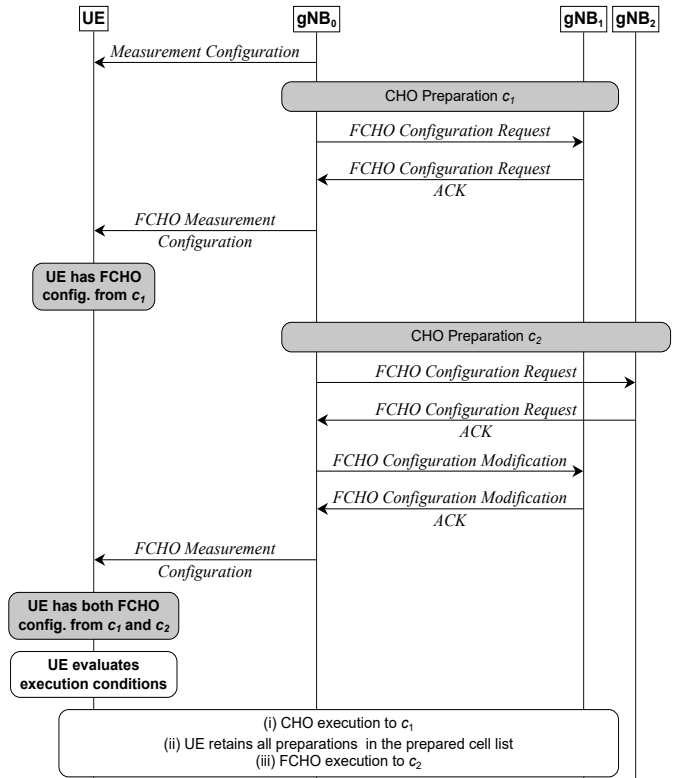 UE gNB₀ gNB₁ gNB₂
Measurement Configuration
CHO Preparation c₁
FCHO Configuration Request
FCHO Configuration Request
ACK
FCHO Measurement
Configuration
UE has FCHO
config. from c₁
CHO Preparation c₂
FCHO Configuration Request
FCHO Configuration Request
ACK
FCHO Configuration Modification
FCHO Configuration Modification
ACK
FCHO Measurement
Configuration
UE has both FCHO
config. from c₁ and c₂
UE evaluates
execution conditions
(i) CHO execution to c₁
(ii) UE retains all preparations in the prepared cell list
(iii) FCHO execution to c₂